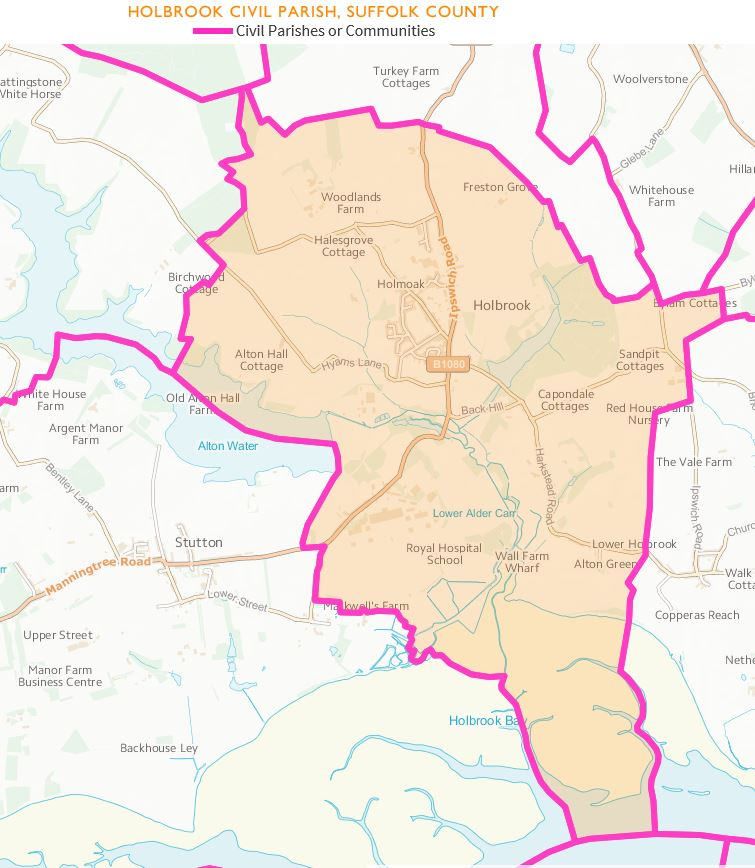 HOLBROOK CIVIL PARISH, SUFFOLK COUNTY
Civil Parishes or Communities
attingstone
White Horse
Turkey Farm
Cottages
Woolverstone
Glebe Lane
Hillar
Freston Grove
Whitehouse
Farm
Woodlands
Farm
Halesgrove
Cottage
Ipswich Road
Birchwood
Cottage
Holmoak
Holbrook
Cottages
Alton Hall
Cottage
Hyams Lane
B1080
Sandpit
Cottages
White House
Farm
Old Alton Hall
Farm
Back Hill
Capondale
Cottages
Red House Farm
Nursery
Argent Manor
Farm
Alton Water
Harkstead Road
The Vale Farm
arm
Bentley Lane
Ipswich Road
Lower Alder Carr
Stutton
Royal Hospital
School
Wall Farm
Wharf
Lower Holbrook
Alton Green
Manningtree Road
Walk
Cotta
Lower Street
Markwell's Farm
Copperas Reach
Upper Street
Manor Farm
Business Centre
Nethe
Holbrook Bay
Backhouse Ley